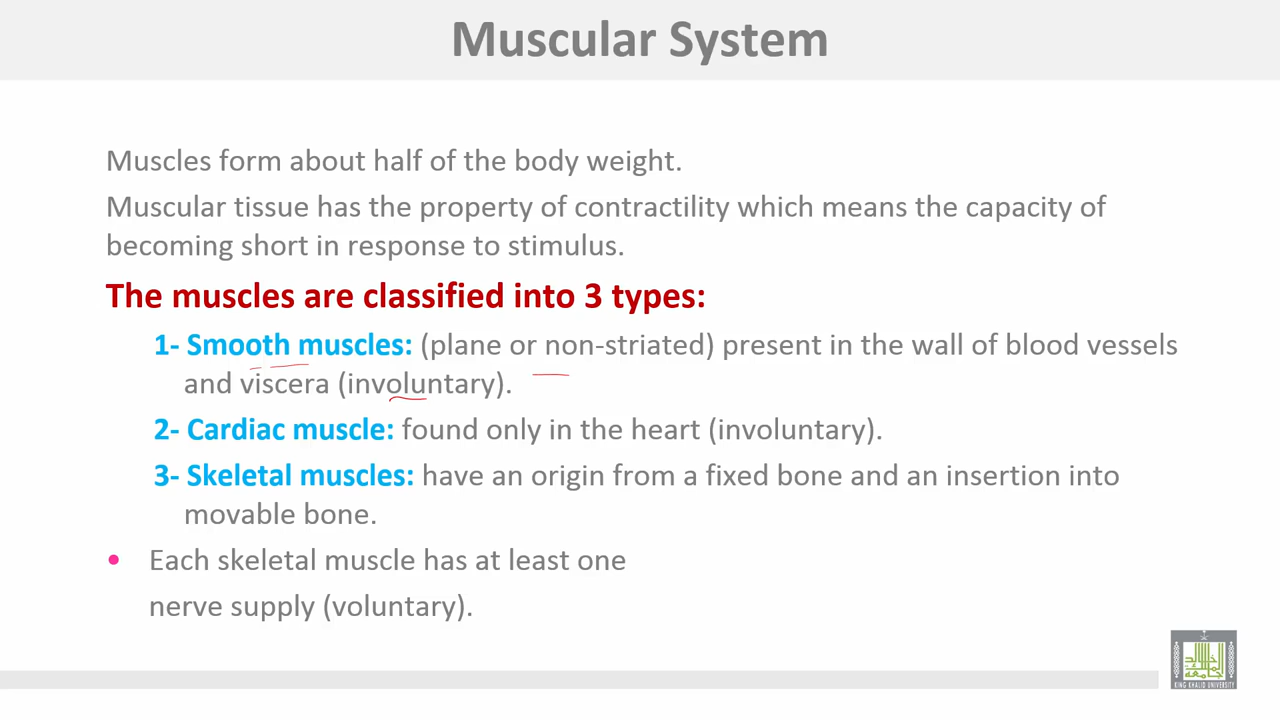 Muscular System
Muscles form about half of the body weight.
Muscular tissue has the property of contractility which means the capacity of
becoming short in response to stimulus.
The muscles are classified into 3 types:
1- Smooth muscles: (plane or non-striated) present in the wall of blood vessels
and viscera (involuntary).
2- Cardiac muscle: found only in the heart (involuntary).
3- Skeletal muscles: have an origin from a fixed bone and an insertion into
movable bone.
• Each skeletal muscle has at least one
nerve supply (voluntary).
KING KHALID UNIVERSITY